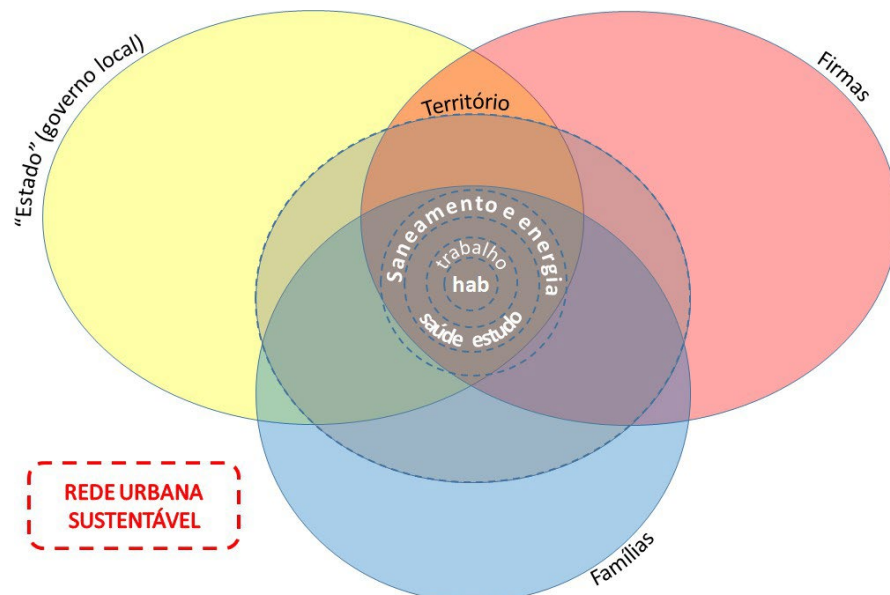 “Estado” (governo local)
Firmas
Território
Saneamento e energia
trabalho
hab
saúde estudo
REDE URBANA
SUSTENTÁVEL
Famílias